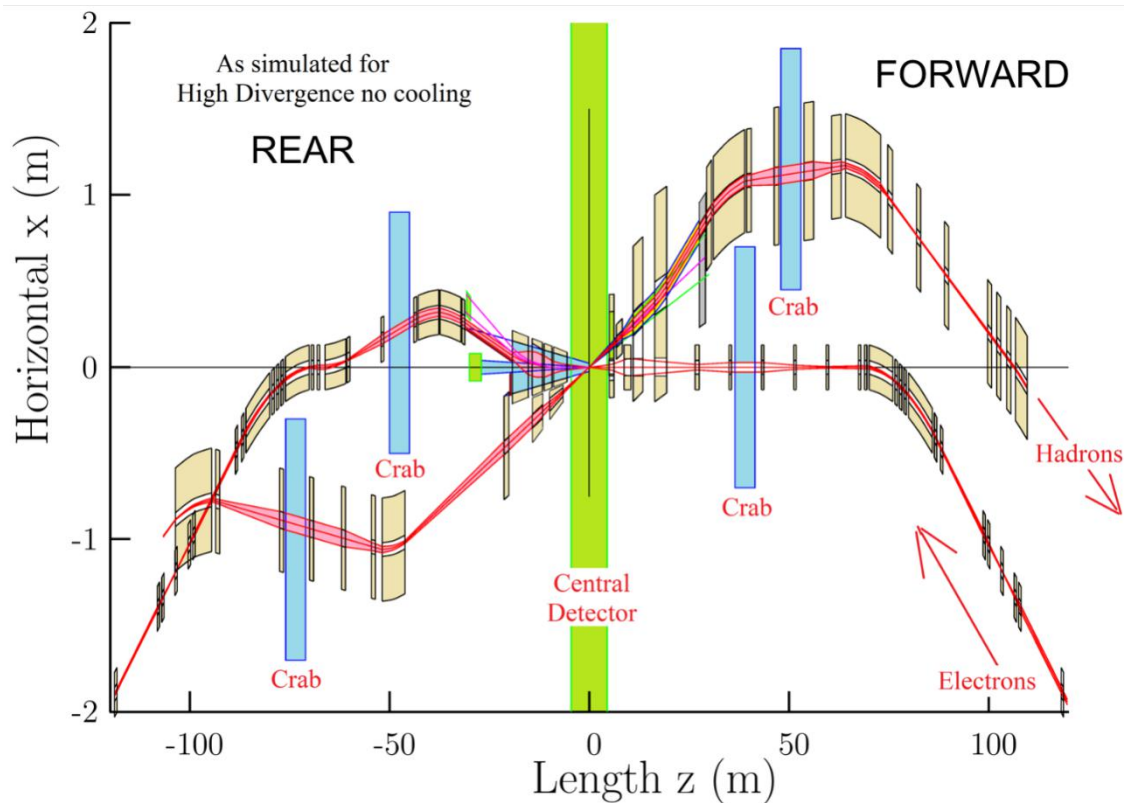 2
As simulated for
High Divergence no cooling
FORWARD
REAR
Horizontal x (m)
1
Crab
0
Crab
Crab
Hadrons
-1
Central
Detector
Crab
Electrons
-2
-100
-50
0
50
100
Length z (m)